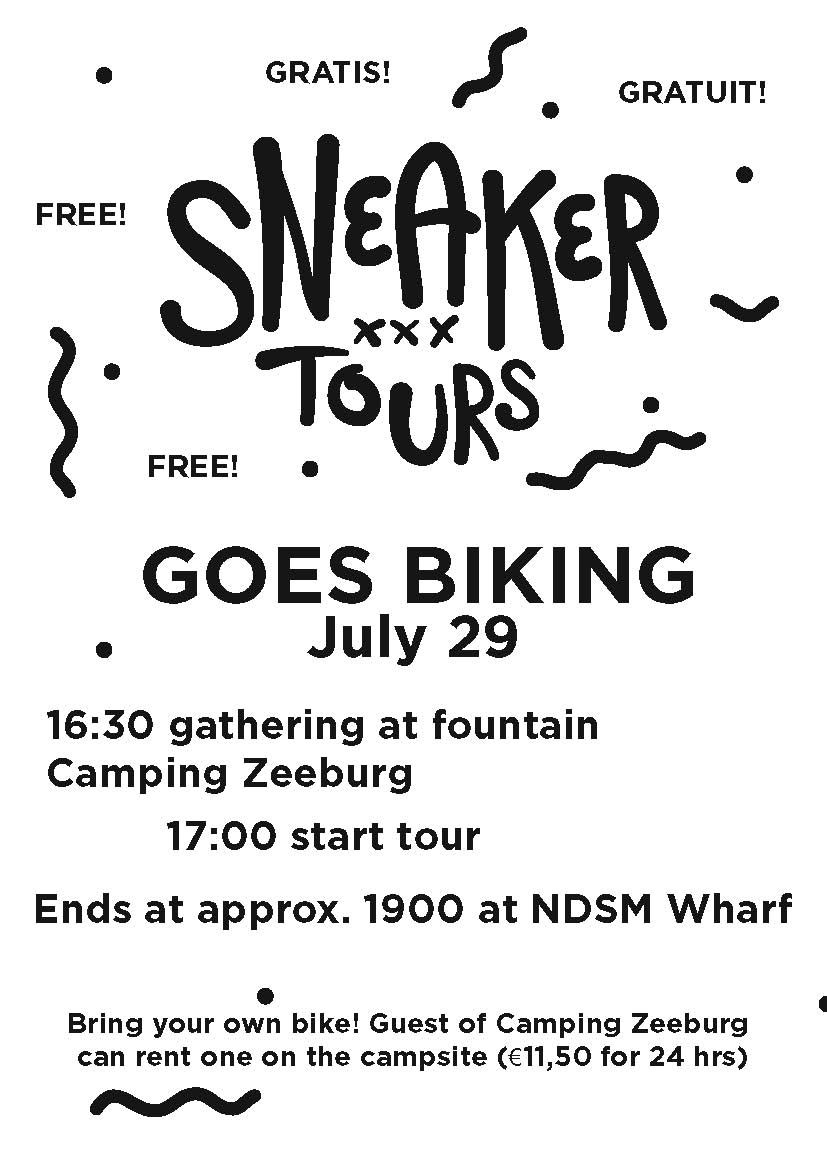 GRATIS!
GRATUIT!
FREE!
SNEAKER
XXX
TOURS
FREE!
GOES BIKING
July 29
16:30 gathering at fountain
Camping Zeeburg
17:00 start tour
Ends at approx. 1900 at NDSM Wharf
Bring your own bike! Guest of Camping Zeeburg
can rent one on the campsite (€11,50 for 24 hrs)